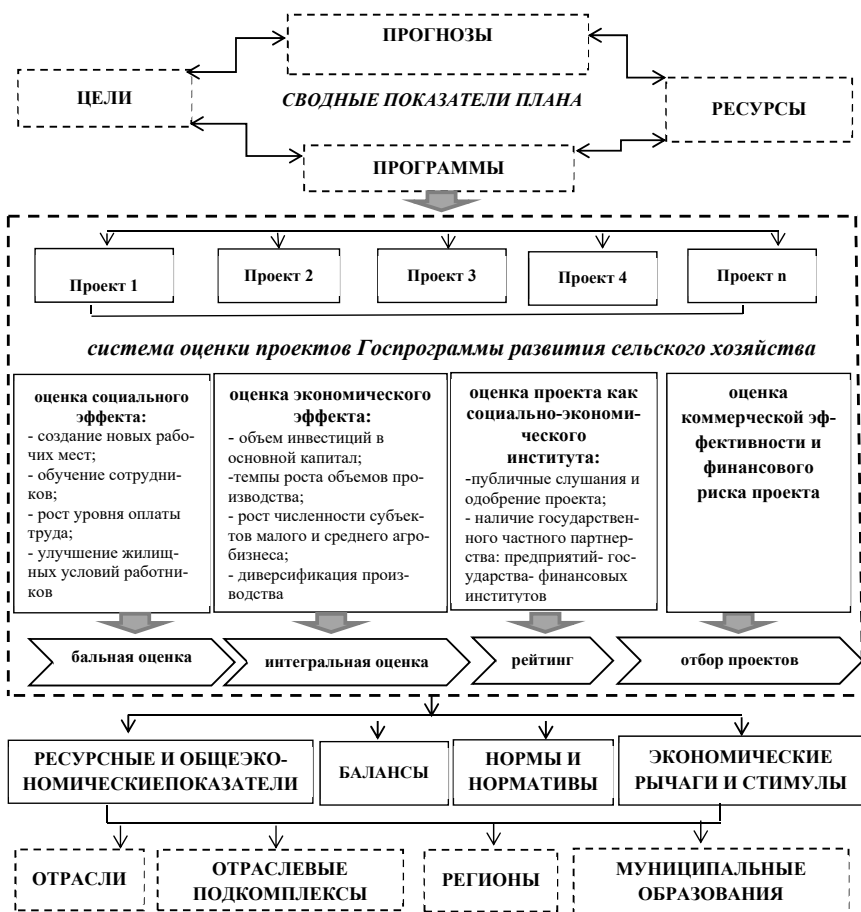 ПРОГНОЗЫ
ЦЕЛИ
СВОДНЫЕ ПОКАЗАТЕЛИ ПЛАНА
РЕСУРСЫ
ПРОГРАММЫ
Проект 1
Проект 2
Проект 3
Проект 4
Проект n
система оценки проектов Госпрограммы развития сельского хозяйства
оценка социального
эффекта:
- создание новых рабо-
чих мест;
- обучение сотрудни-
ков;
- рост уровня оплаты
труда;
- улучшение жилищ-
ных условий работни-
ков
оценка экономического
эффекта:
- объем инвестиций в
основной капитал;
-темпы роста объемов про-
изводства;
- рост численности субъек-
тов малого и среднего агро-
бизнеса;
- диверсификация произ-
водства
оценка проекта как
социально-экономи-
ческого
института:
-публичные слушания и
одобрение проекта;
- наличие государствен-
ного частного партнер-
ства: предприятий- госу-
дарства- финансовых
институтов
оценка
коммерческой эф-
фективности и
финансового
риска проекта
бальная оценка
интегральная оценка
рейтинг
отбор проектов
РЕСУРСНЫЕ И ОБЩЕЭКО-
НОМИЧЕСКИЕПОКАЗАТЕЛИ
БАЛАНСЫ
НОРМЫ И
НОРМАТИВЫ
ЭКОНОМИЧЕСКИЕ
РЫЧАГИ И СТИМУЛЫ
ОТРАСЛИ
ОТРАСЛЕВЫЕ
ПОДКОМПЛЕКСЫ
РЕГИОНЫ
МУНИЦИПАЛЬНЫЕ
ОБРАЗОВАНИЯ